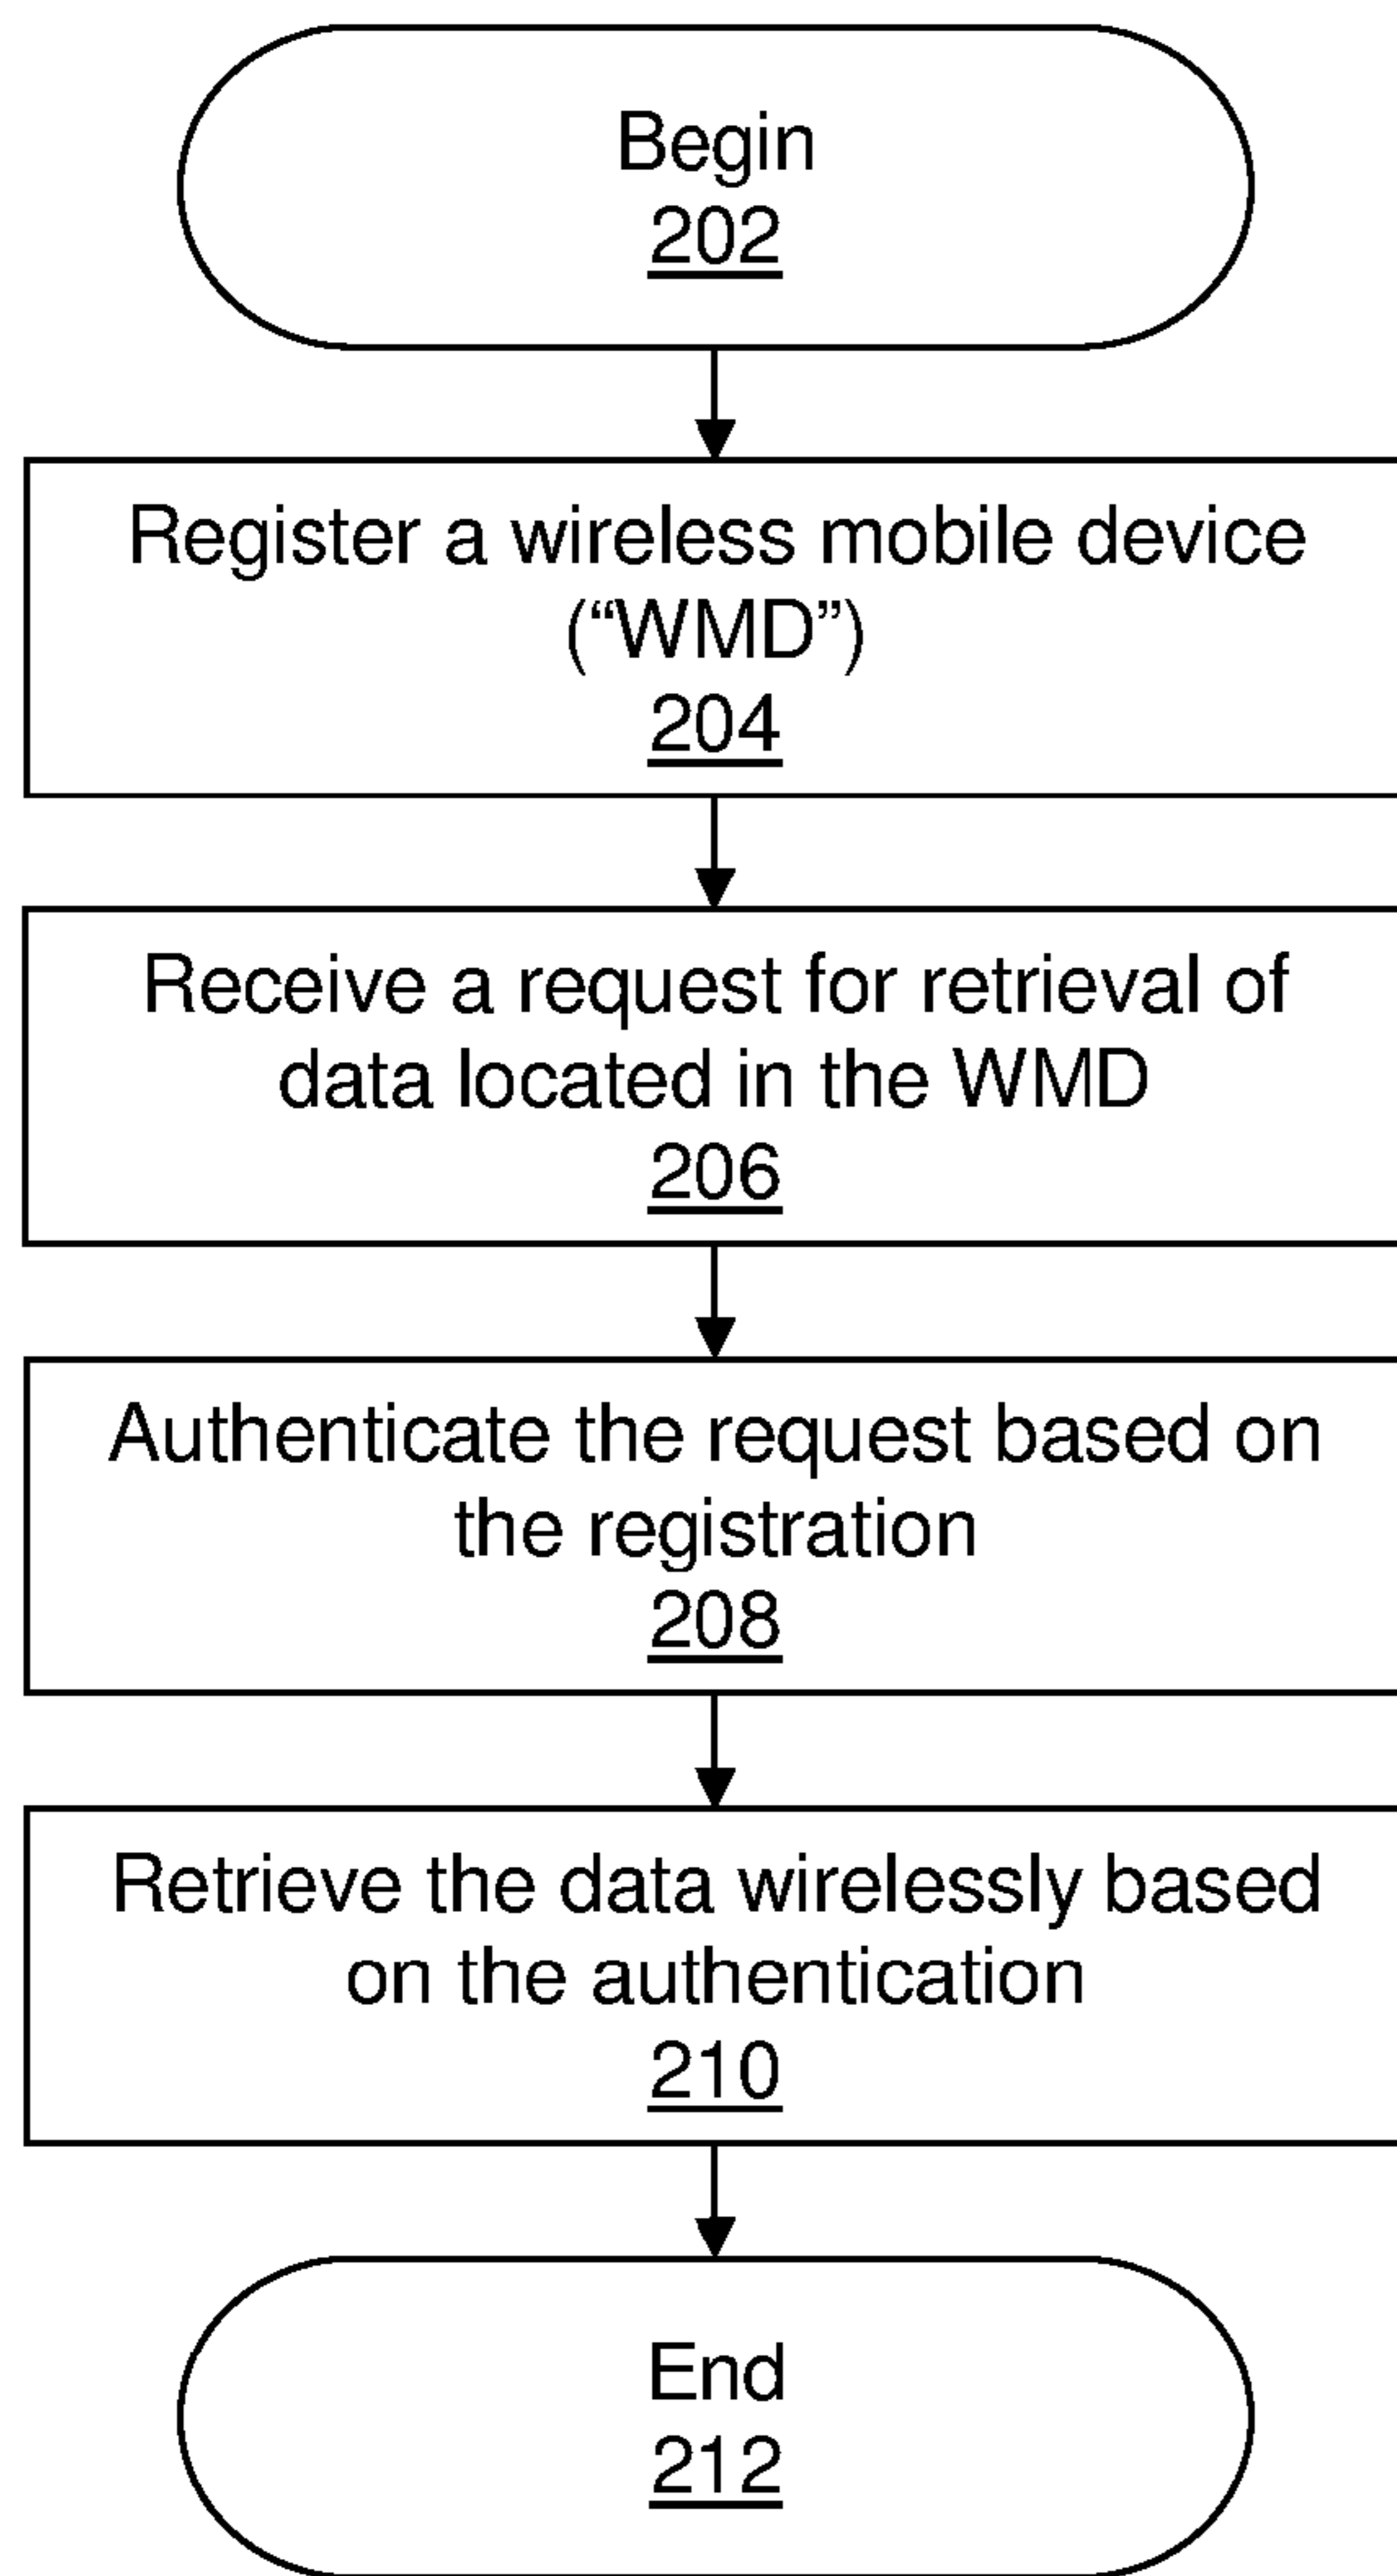 Begin
202
Register a wireless mobile device
(“WMD”)
204
Receive a request for retrieval of
data located in the WMD
206
Authenticate the request based on
the registration
208
Retrieve the data wirelessly based
on the authentication
210
End
212